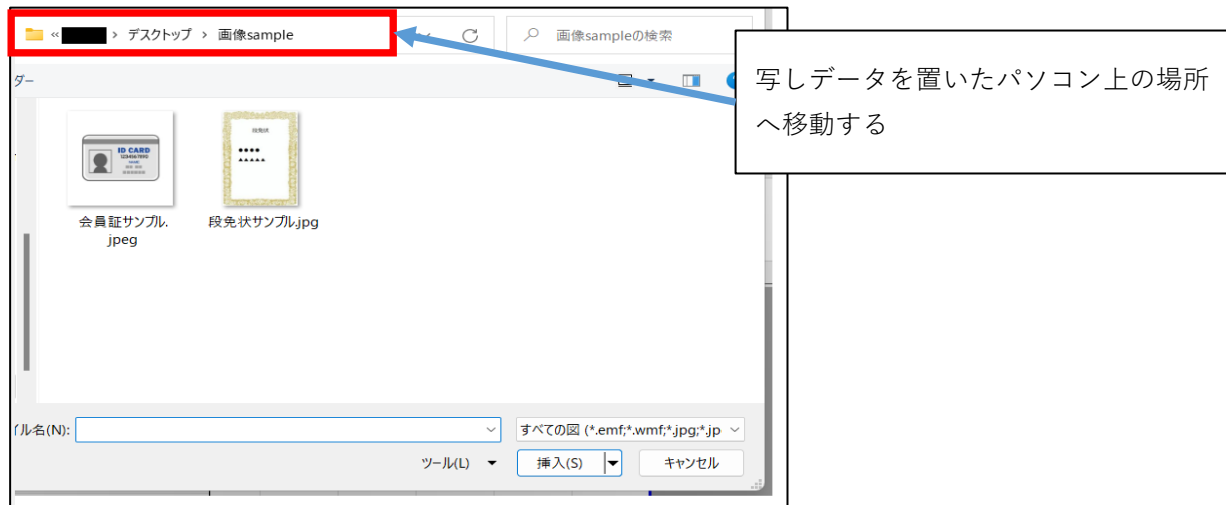 « › デスクトップ › 画像sample
画像sampleの検索
写しデータを置いたパソコン上の場所
へ移動する
ダー
ID CARD
1234567890
段免状
会員証サンプル.
jpeg
段免状サンプル.jpg
イル名(N):
すべての図 (*.emf;*.wmf;*.jpg;*.jp
ツール(L)
挿入(S)
キャンセル